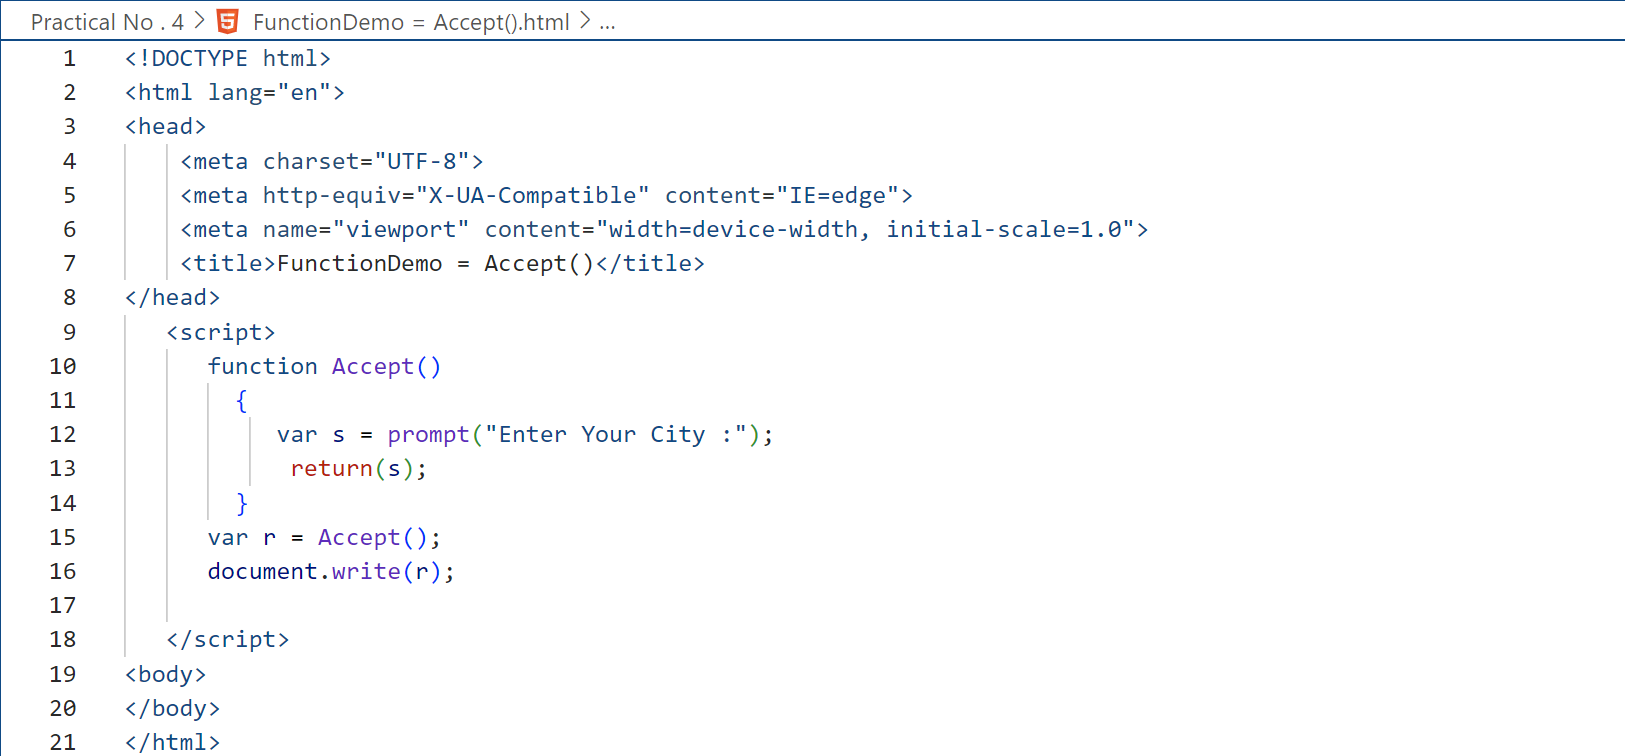 Practical No . 4 > FunctionDemo = Accept().html > ...
1 <!DOCTYPE html>
2 <html lang="en">
3 <head>
4 <meta charset="UTF-8">
5 <meta http-equiv="X-UA-Compatible" content="IE=edge">
6 <meta name="viewport" content="width=device-width, initial-scale=1.0">
7 <title>FunctionDemo = Accept()</title>
8 </head>
9 <script>
10 function Accept()
11 {
12 var s = prompt("Enter Your City :");
13 return(s);
14 }
15 var r = Accept();
16 document.write(r);
17
18 </script>
19 <body>
20 </body>
21 </html>